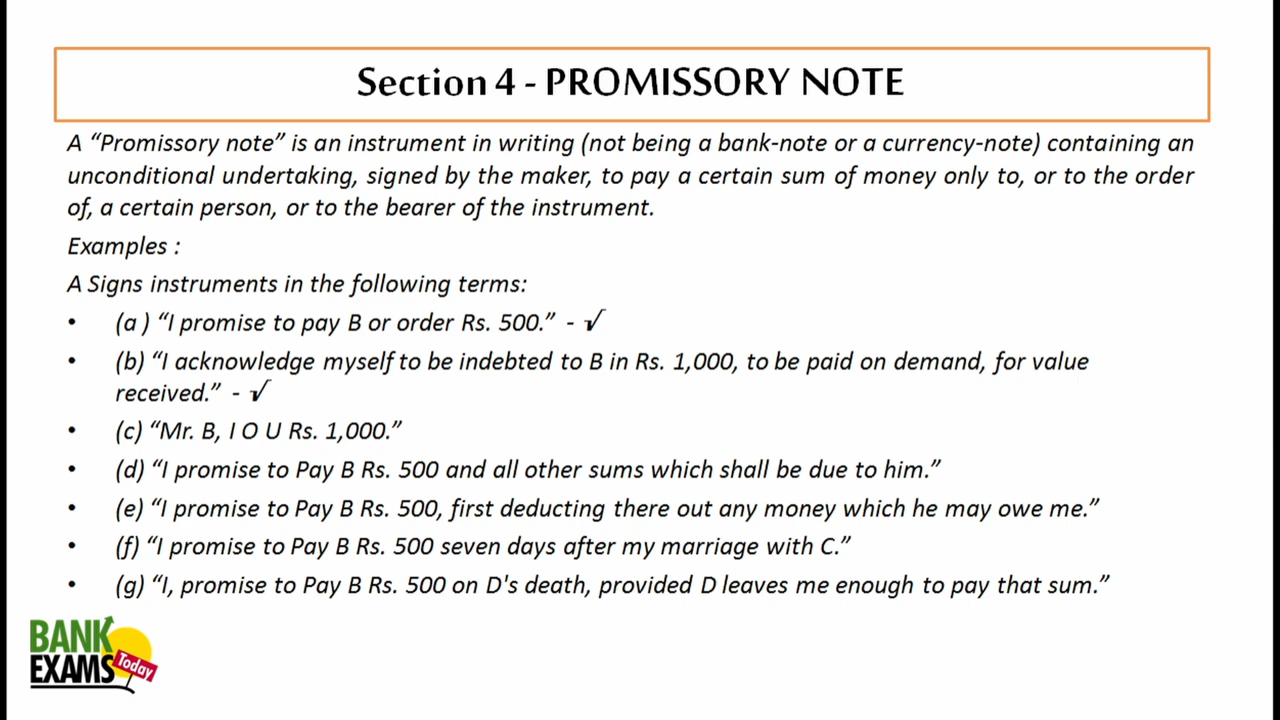 Section 4 - PROMISSORY NOTE
A “Promissory note” is an instrument in writing (not being a bank-note or a currency-note) containing an
unconditional undertaking, signed by the maker, to pay a certain sum of money only to, or to the order
of, a certain person, or to the bearer of the instrument.
Examples :
A Signs instruments in the following terms:
• (a ) “I promise to pay B or order Rs. 500.” - √
• (b) “I acknowledge myself to be indebted to B in Rs. 1,000, to be paid on demand, for value
received.” - √
• (c) “Mr. B, I O U Rs. 1,000.”
• (d) “I promise to Pay B Rs. 500 and all other sums which shall be due to him.”
• (e) “I promise to Pay B Rs. 500, first deducting there out any money which he may owe me.”
• (f) “I promise to Pay B Rs. 500 seven days after my marriage with C.”
• (g) “I, promise to Pay B Rs. 500 on D's death, provided D leaves me enough to pay that sum.”
BANK
EXAMS Today